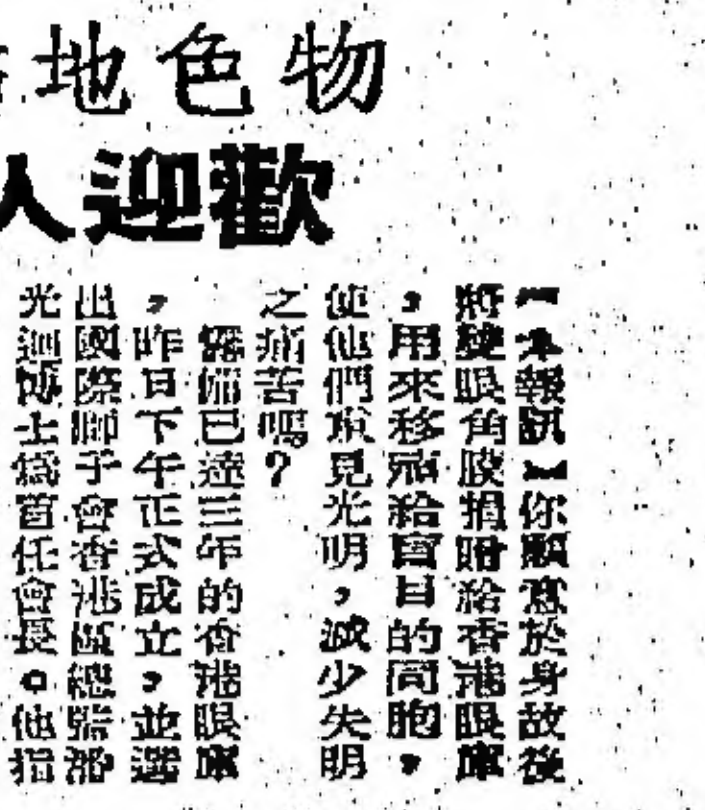 物色地
歡迎人
【本報訊】你願意於身故後
將雙眼角膜捐贈給香港眼庫
，用來移殖給盲目的同胞，
使他們重見光明，減少失明
之痛苦嗎？
籌備已達三年的香港眼庫
，昨日下午正式成立，並選
出國際獅子會香港區總監鄧
光迥博士為首任會長。他指